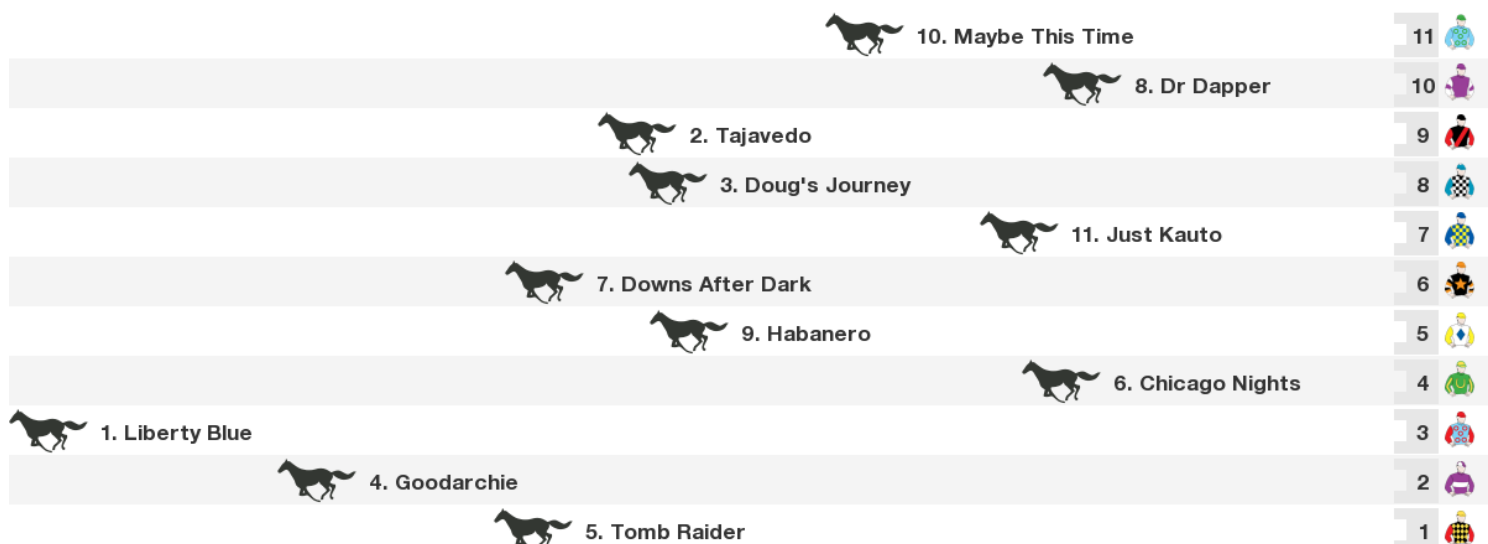 10. Maybe This Time 11
8. Dr Dapper 10
2. Tajavedo 9
3. Doug's Journey 8
11. Just Kauto 7
7. Downs After Dark 6
9. Habanero 5
6. Chicago Nights 4
1. Liberty Blue 3
4. Goodarchie 2
5. Tomb Raider 1